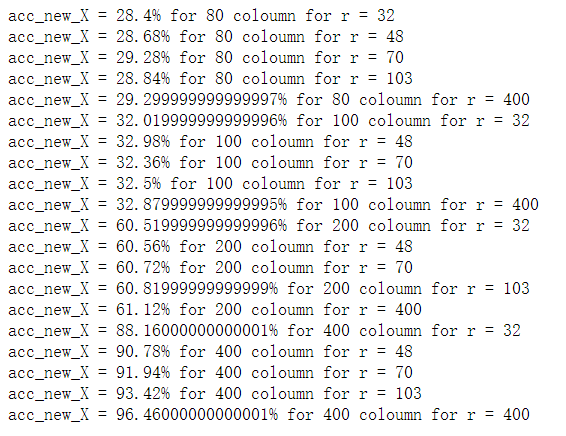 acc_new_X = 28.4% for 80 coloumn for r = 32
acc_new_X = 28.68% for 80 coloumn for r = 48
acc_new_X = 29.28% for 80 coloumn for r = 70
acc_new_X = 28.84% for 80 coloumn for r = 103
acc_new_X = 29.299999999999997% for 80 coloumn for r = 400
acc_new_X = 32.019999999999996% for 100 coloumn for r = 32
acc_new_X = 32.98% for 100 coloumn for r = 48
acc_new_X = 32.36% for 100 coloumn for r = 70
acc_new_X = 32.5% for 100 coloumn for r = 103
acc_new_X = 32.879999999999995% for 100 coloumn for r = 400
acc_new_X = 60.519999999999996% for 200 coloumn for r = 32
acc_new_X = 60.56% for 200 coloumn for r = 48
acc_new_X = 60.72% for 200 coloumn for r = 70
acc_new_X = 60.81999999999999% for 200 coloumn for r = 103
acc_new_X = 61.12% for 200 coloumn for r = 400
acc_new_X = 88.16000000000001% for 400 coloumn for r = 32
acc_new_X = 90.78% for 400 coloumn for r = 48
acc_new_X = 91.94% for 400 coloumn for r = 70
acc_new_X = 93.42% for 400 coloumn for r = 103
acc_new_X = 96.46000000000001% for 400 coloumn for r = 400